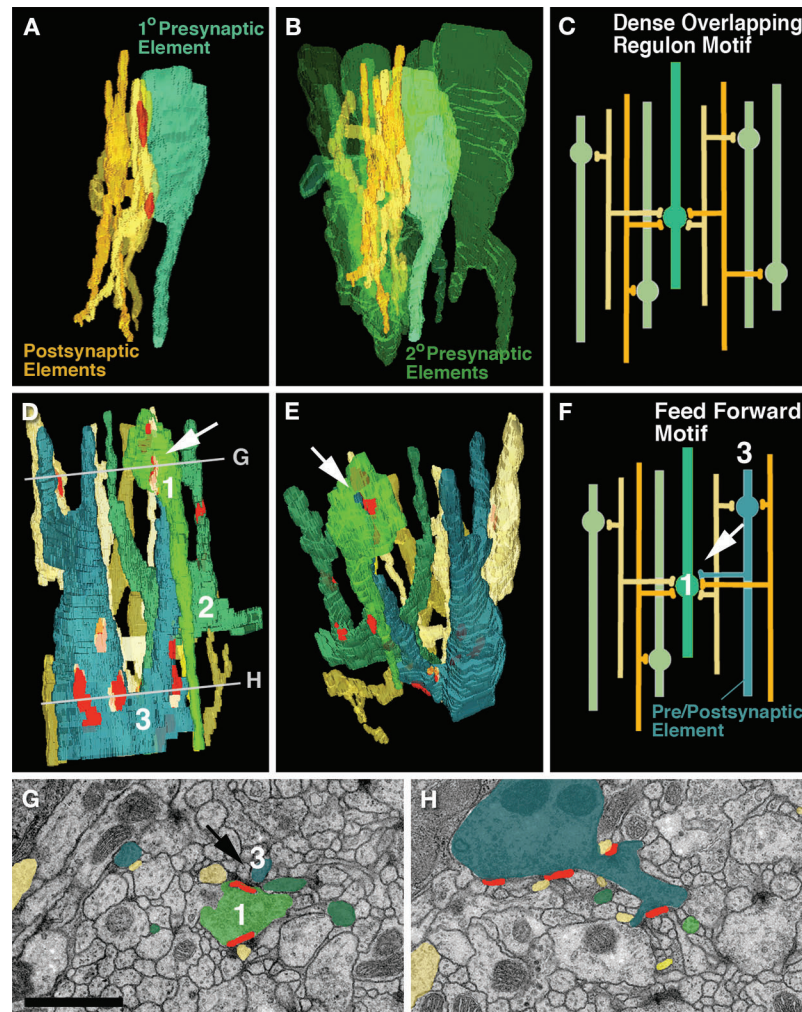 A
1° Presynaptic
Element
Postsynaptic
Elements
B
2° Presynaptic
Elements
C
Dense Overlapping
Regulon Motif
D
G
1
2
H
3
E
F
Feed Forward
Motif
3
1
Pre/Postsynaptic
Element
G
3
1
H